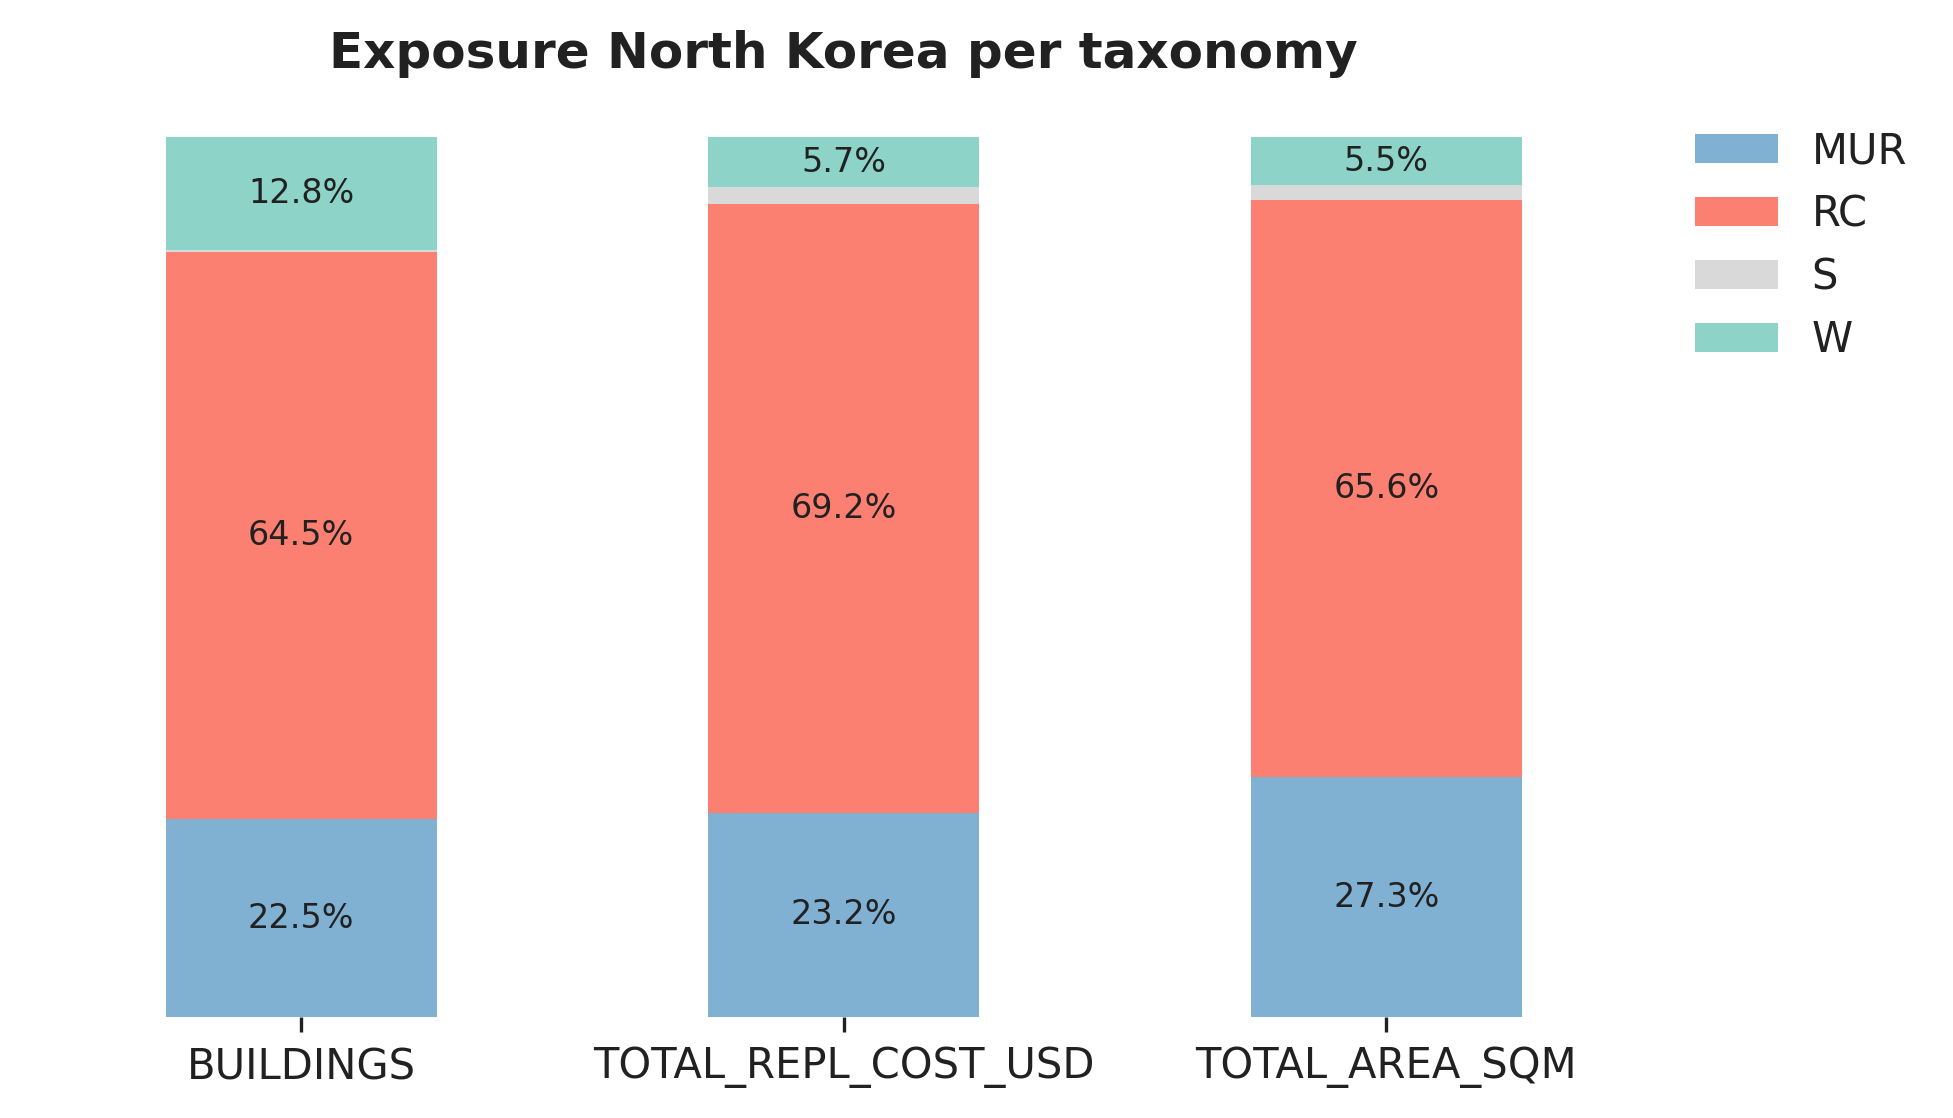 Exposure North Korea per taxonomy
12.8%
64.5%
22.5%
5.7%
69.2%
23.2%
5.5%
65.6%
27.3%
MUR
RC
S
W
BUILDINGS
TOTAL_REPL_COST_USD
TOTAL_AREA_SQM